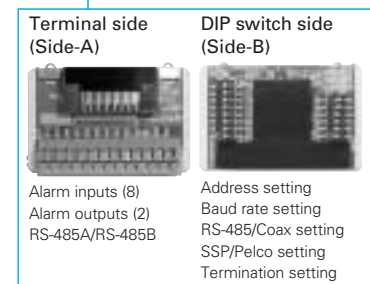 Terminal side
(Side-A)
Alarm inputs (8)
Alarm outputs (2)
RS-485A/RS-485B
DIP switch side
(Side-B)
Address setting
Baud rate setting
RS-485/Coax setting
SSP/Pelco setting
Termination setting